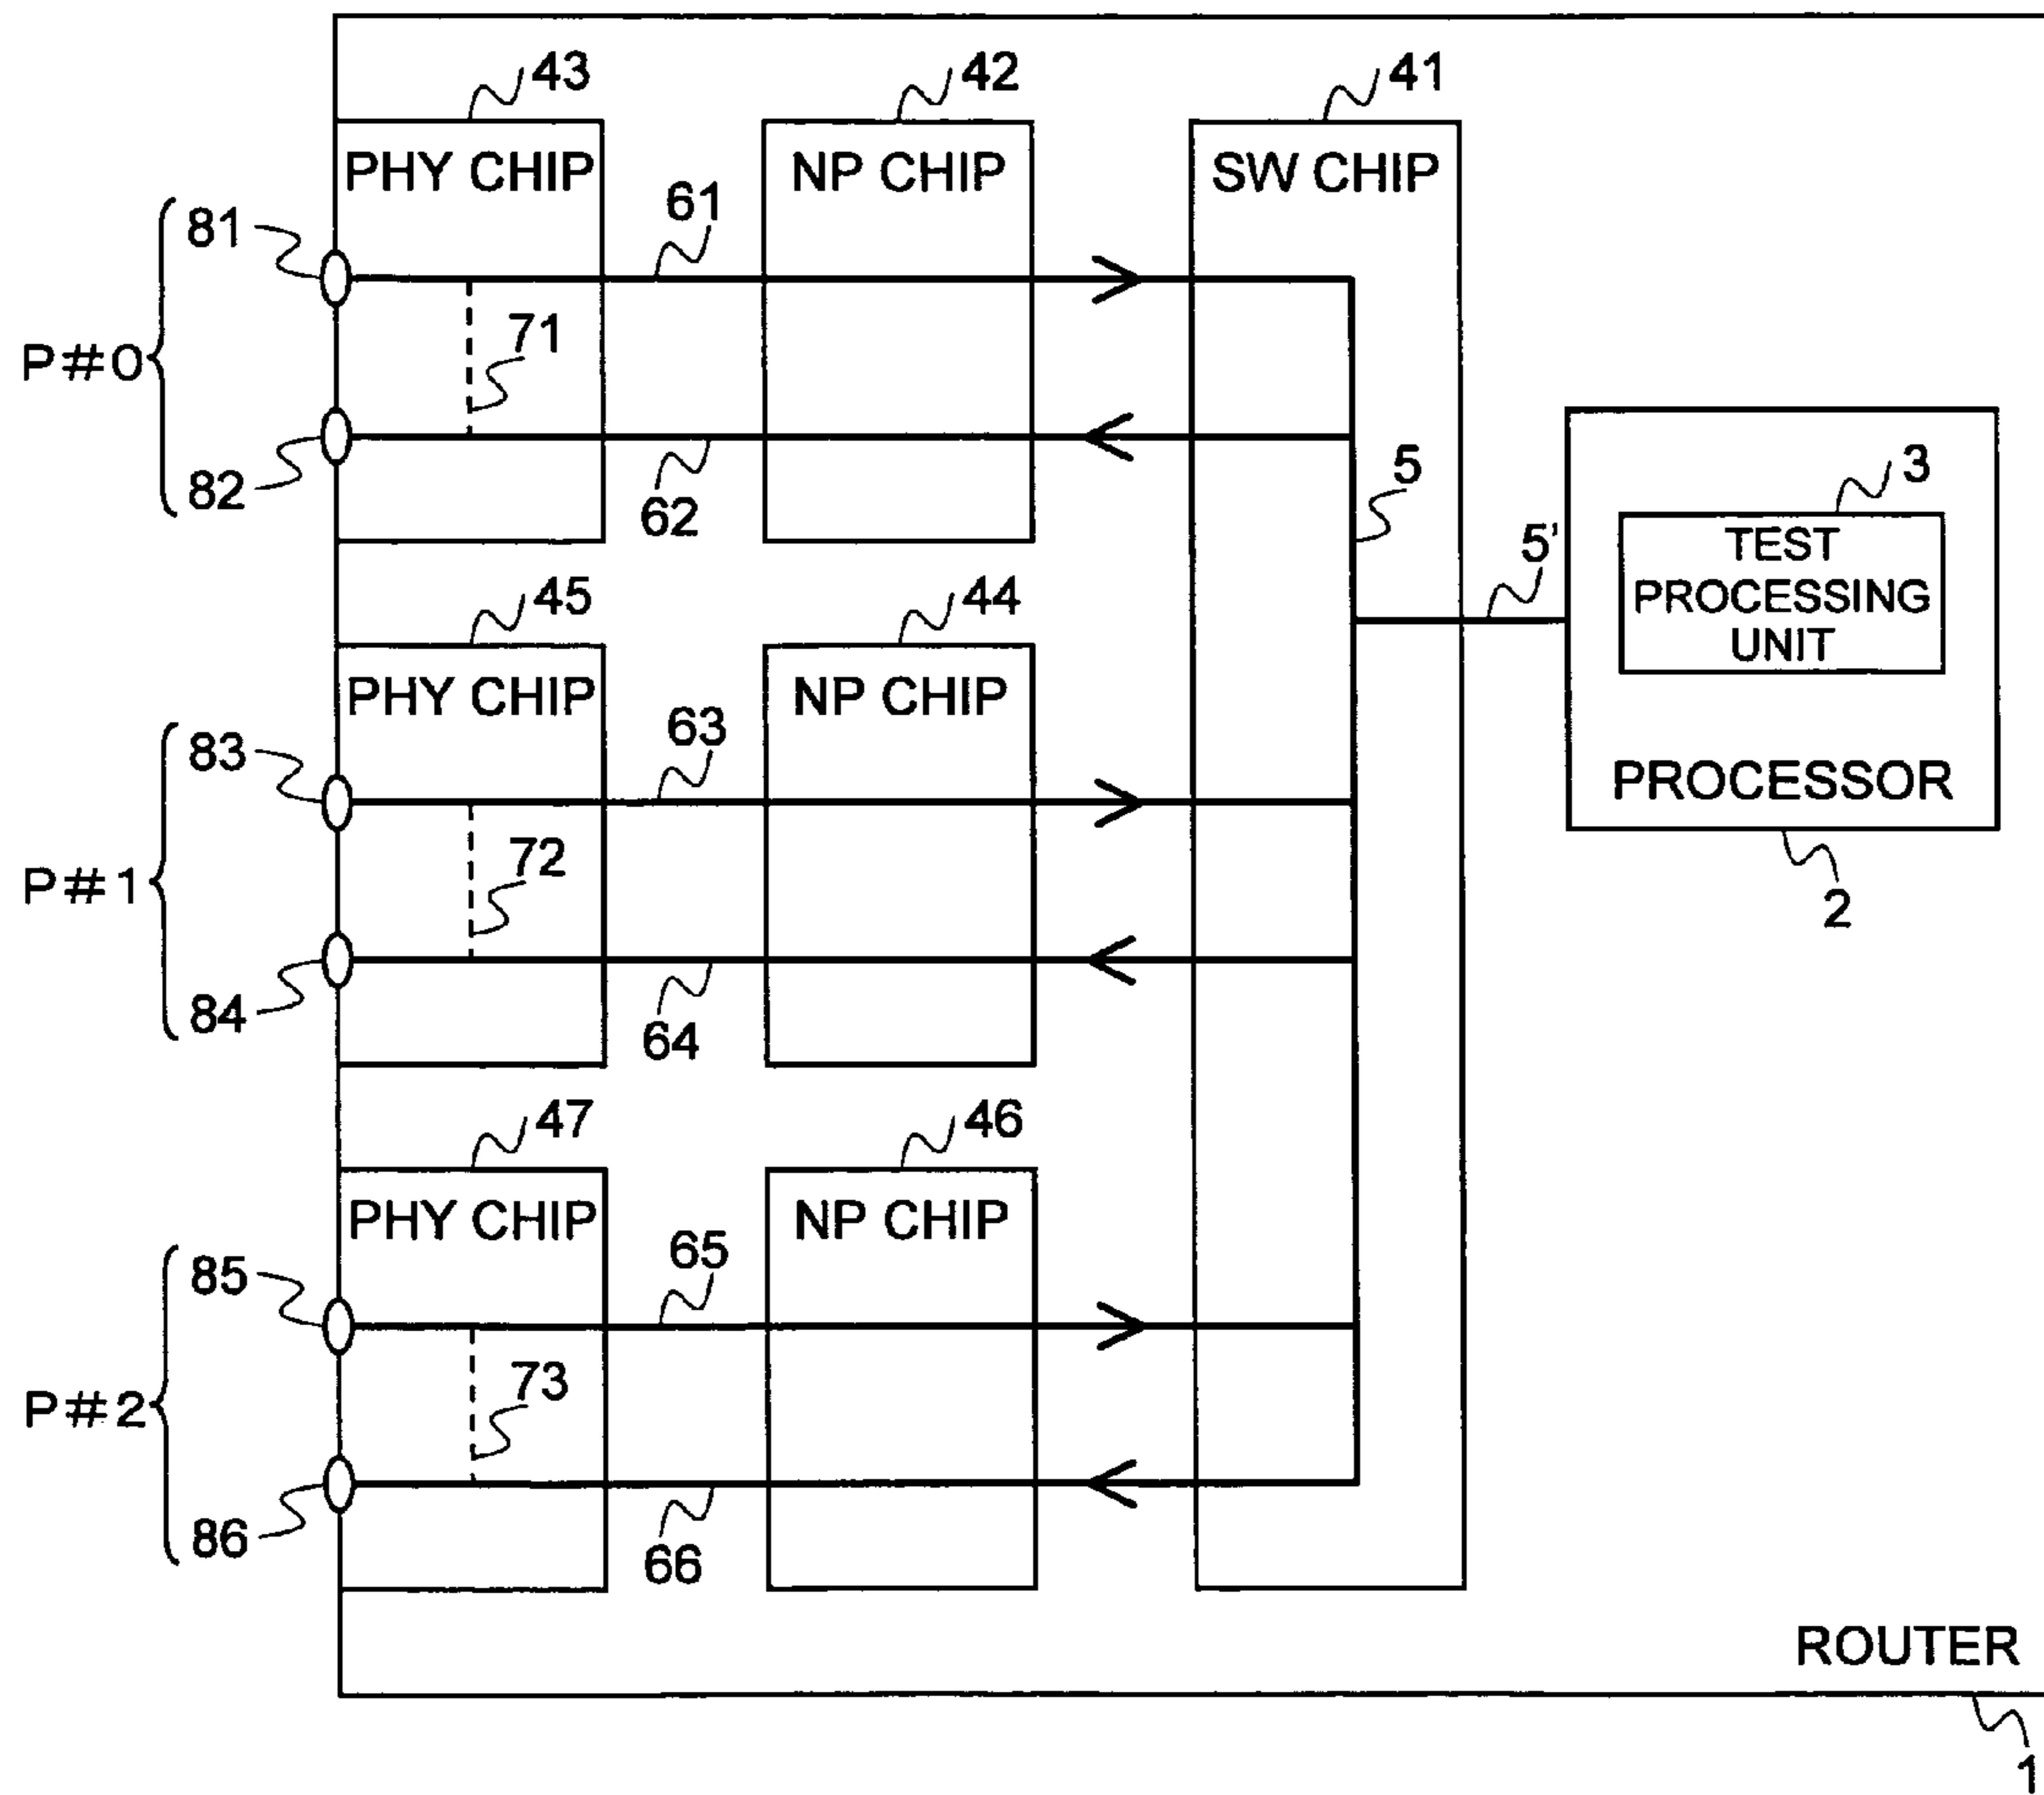 43
42
41
PHY CHIP
NP CHIP
SW CHIP
61
81
71
P#0
82
62
5
3
5'
TEST
PROCESSING
UNIT
PROCESSOR
2
45
44
PHY CHIP
NP CHIP
63
83
72
P#1
84
64
47
46
PHY CHIP
NP CHIP
65
85
73
P#2
86
66
ROUTER
1